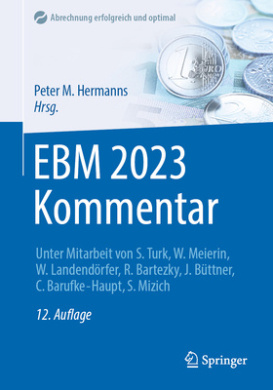 Abrechnung erfolgreich und optimal
Peter M. Hermanns
Hrsg.
EBM 2023
Kommentar
Unter Mitarbeit von S. Turk, W. Meierin,
W. Landendörfer, R. Bartezky, J. Büttner,
C. Barufke-Haupt, S. Mizich
12. Auflage
Springer